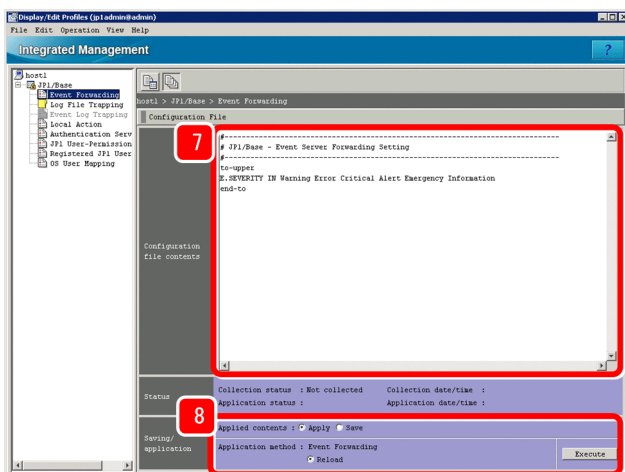 Display/Edit Profiles (jp1admin@admin)
File Edit Operation View Help
Integrated Management
?
host1
JP1/Base
Event Forwarding
Log File Trapping
Event Log Trapping
Local Action
Authentication Serv
JP1 User-Permission
Registered JP1 User
OS User Mapping
host1 > JP1/Base > Event Forwarding
Configuration File
7
Configuration
file contents
#---------------------------------------------------------------
# JP1/Base - Event Server Forwarding Setting
#---------------------------------------------------------------
to-upper
E.SEVERITY IN Warning Error Critical Alert Emergency Information
end-to
Status
Collection status : Not collected Collection date/time :
Application status : Application date/time :
8
Saving/
application
Applied contents : Apply Save
Application method : Event Forwarding
Reload
Execute